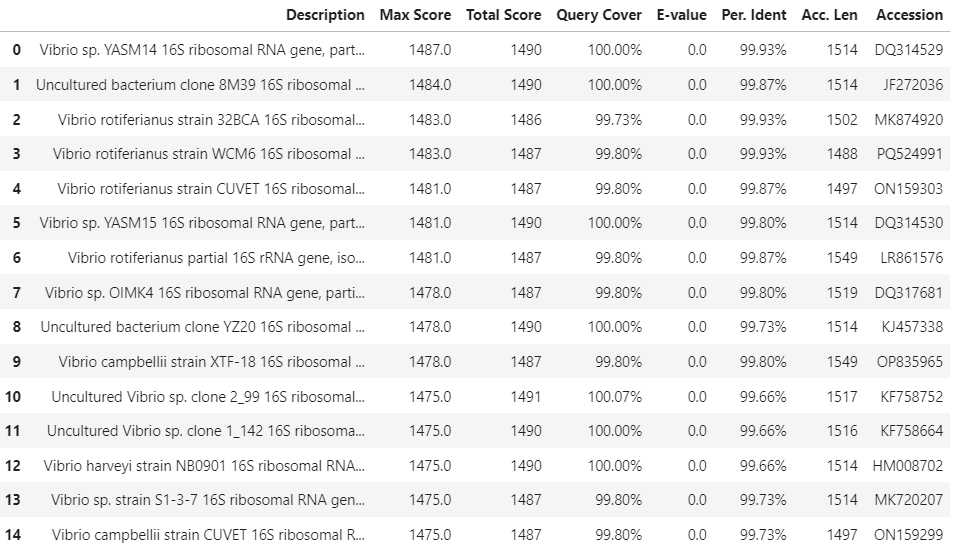 Description Max Score Total Score Query Cover E-value Per. Ident Acc. Len Accession
0 Vibrio sp. YASM14 16S ribosomal RNA gene, part... 1487.0 1490 100.00% 0.0 99.93% 1514 DQ314529
1 Uncultured bacterium clone 8M39 16S ribosomal ... 1484.0 1490 100.00% 0.0 99.87% 1514 JF272036
2 Vibrio rotiferianus strain 32BCA 16S ribosomal... 1483.0 1486 99.73% 0.0 99.93% 1502 MK874920
3 Vibrio rotiferianus strain WCM6 16S ribosomal ... 1483.0 1487 99.80% 0.0 99.93% 1488 PQ524991
4 Vibrio rotiferianus strain CUVET 16S ribosomal... 1481.0 1487 99.80% 0.0 99.87% 1497 ON159303
5 Vibrio sp. YASM15 16S ribosomal RNA gene, part... 1481.0 1490 100.00% 0.0 99.80% 1514 DQ314530
6 Vibrio rotiferianus partial 16S rRNA gene, iso... 1481.0 1487 99.80% 0.0 99.87% 1549 LR861576
7 Vibrio sp. OIMK4 16S ribosomal RNA gene, parti... 1478.0 1487 99.80% 0.0 99.80% 1519 DQ317681
8 Uncultured bacterium clone YZ20 16S ribosomal ... 1478.0 1490 100.00% 0.0 99.73% 1514 KJ457338
9 Vibrio campbellii strain XTF-18 16S ribosomal ... 1478.0 1487 99.80% 0.0 99.80% 1549 OP835965
10 Uncultured Vibrio sp. clone 2_99 16S ribosomal... 1475.0 1491 100.07% 0.0 99.66% 1517 KF758752
11 Uncultured Vibrio sp. clone 1_142 16S ribosoma... 1475.0 1490 100.00% 0.0 99.66% 1516 KF758664
12 Vibrio harveyi strain NB0901 16S ribosomal RNA... 1475.0 1490 100.00% 0.0 99.66% 1514 HM008702
13 Vibrio sp. strain S1-3-7 16S ribosomal RNA gen... 1475.0 1487 99.80% 0.0 99.73% 1514 MK720207
14 Vibrio campbellii strain CUVET 16S ribosomal R... 1475.0 1487 99.80% 0.0 99.73% 1497 ON159299